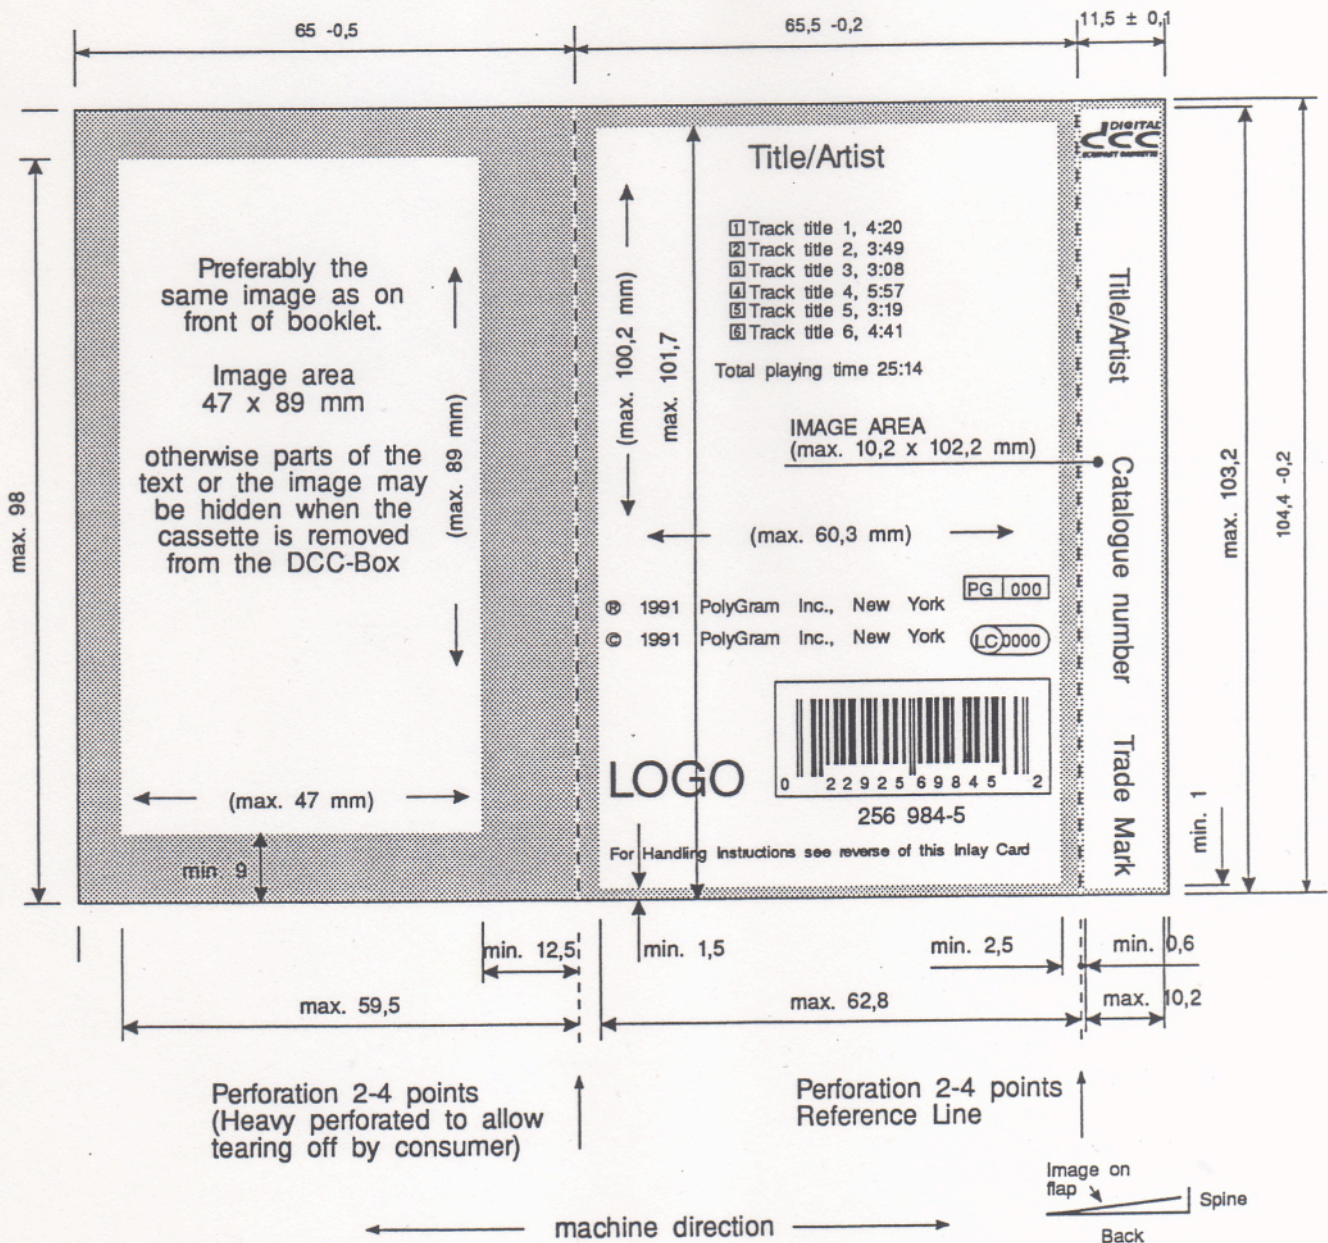 65 -0,5
65,5 -0,2
11,5 ± 0,1
max. 98
Preferably the
same image as on
front of booklet.
Image area
47 x 89 mm
otherwise parts of the
text or the image may
be hidden when the
cassette is removed
from the DCC-Box
(max. 89 mm)
(max. 47 mm)
min. 9
Title/Artist
1 Track title 1, 4:20
2 Track title 2, 3:49
3 Track title 3, 3:08
4 Track title 4, 5:57
5 Track title 5, 3:19
6 Track title 6, 4:41
Total playing time 25:14
(max. 100,2 mm)
max. 101,7
IMAGE AREA
(max. 10,2 x 102,2 mm)
(max. 60,3 mm)
PG 000
® 1991 PolyGram Inc., New York
© 1991 PolyGram Inc., New York
LC 0000
LOGO
0 22925 69845 2
256 984-5
For Handling Instructions see reverse of this Inlay Card
DIGITAL
dcc
COMPACT CASSETTE
Title/Artist
Catalogue number
Trade Mark
max. 103,2
104,4 -0,2
min. 1
min. 12,5
min. 1,5
min. 2,5
min. 0,6
max. 59,5
max. 62,8
max. 10,2
Perforation 2-4 points
(Heavy perforated to allow
tearing off by consumer)
Perforation 2-4 points
Reference Line
Image on
flap
Spine
Back
machine direction